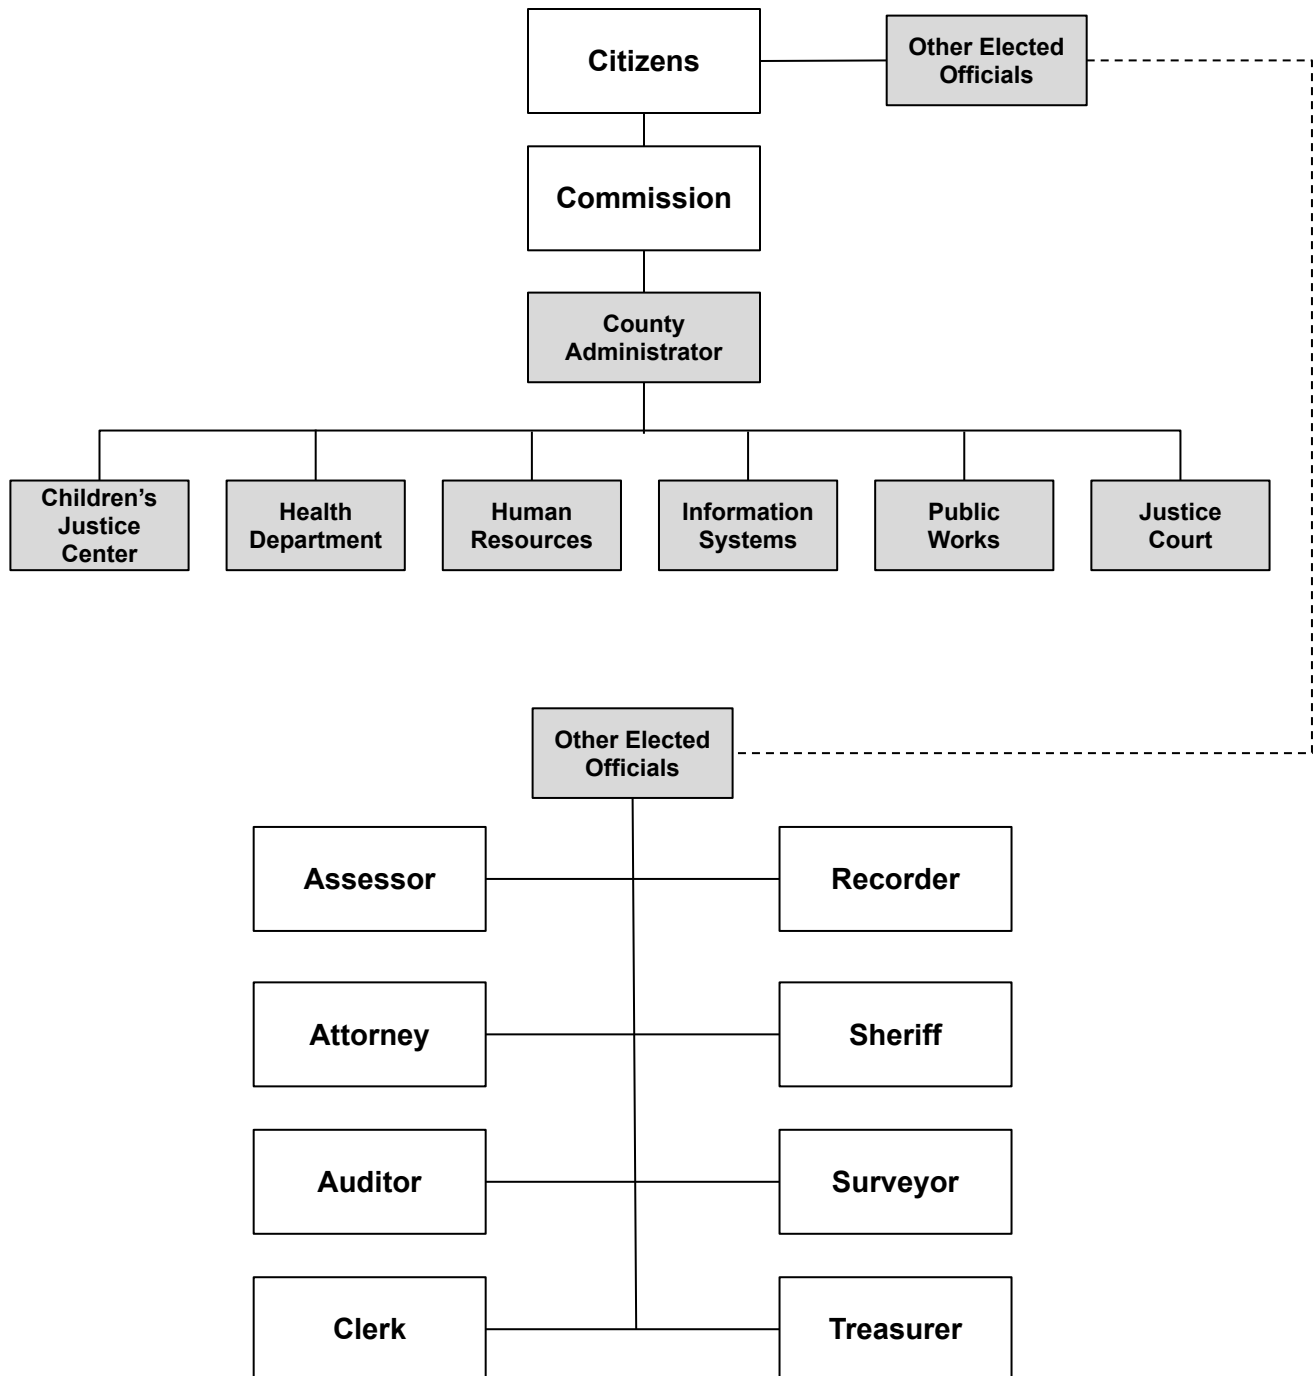 Citizens
Other Elected
Officials
Commission
County
Administrator
Children’s
Justice
Center
Health
Department
Human
Resources
Information
Systems
Public
Works
Justice
Court
Other Elected
Officials
Assessor
Recorder
Attorney
Sheriff
Auditor
Surveyor
Clerk
Treasurer